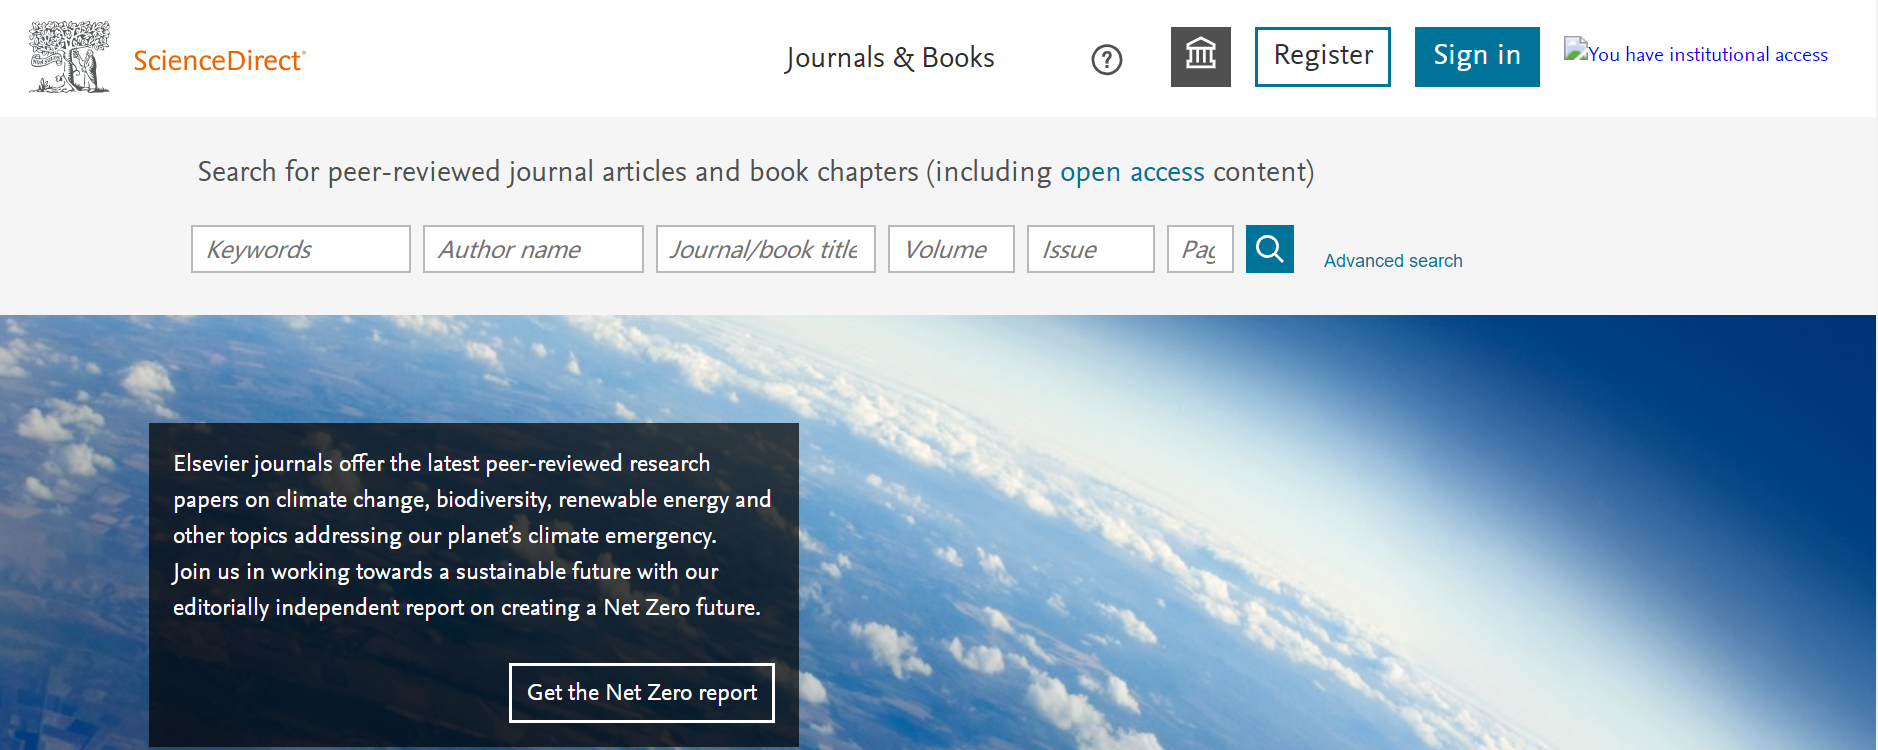 ScienceDirect
Journals & Books
?
Register
Sign in
You have institutional access
Search for peer-reviewed journal articles and book chapters (including open access content)
Keywords
Author name
Journal/book title
Volume
Issue
Pag
Advanced search
Elsevier journals offer the latest peer-reviewed research
papers on climate change, biodiversity, renewable energy and
other topics addressing our planet’s climate emergency.
Join us in working towards a sustainable future with our
editorially independent report on creating a Net Zero future.
Get the Net Zero report